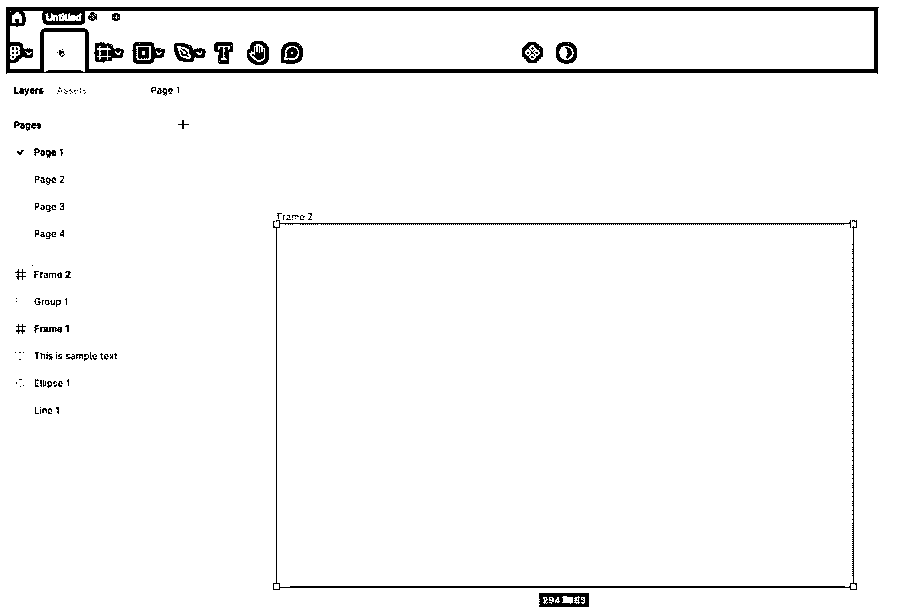 Untitled
Layers Assets Page 1
Pages
Page 1
Page 2
Page 3
Page 4
Frame 2
Frame 2
Group 1
Frame 1
This is sample text
Ellipse 1
Line 1